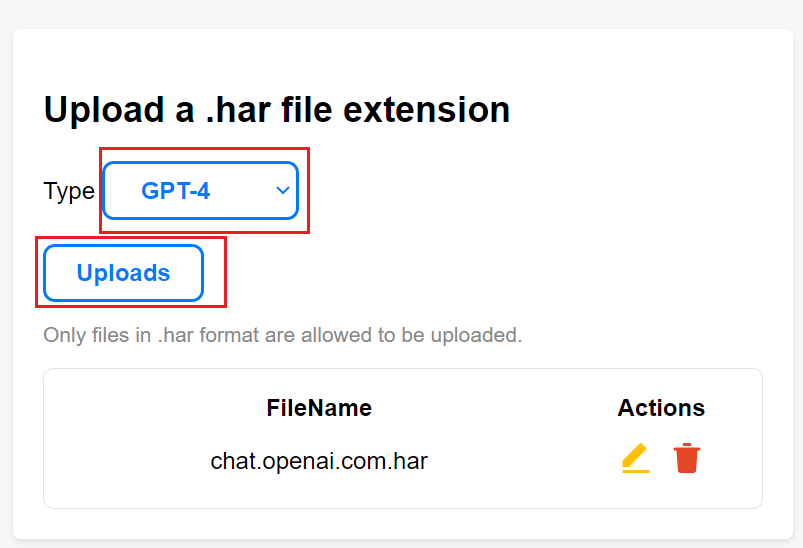 Upload a .har file extension
Type GPT-4
Uploads
Only files in .har format are allowed to be uploaded.
FileName Actions
chat.openai.com.har